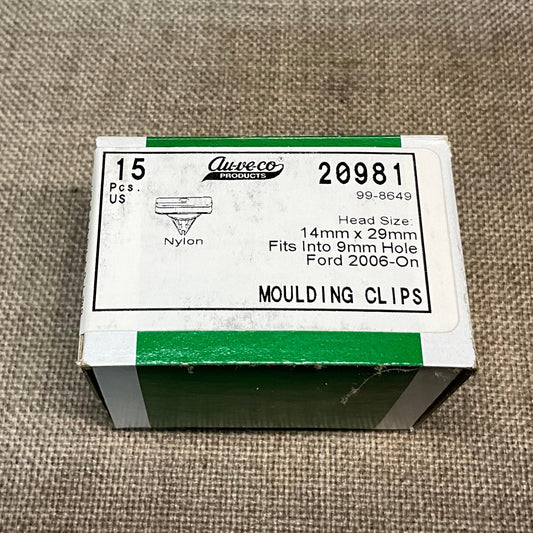 15
Pcs.
US
au-ve-co
PRODUCTS
20981
99-8649
Nylon
Head Size:
14mm x 29mm
Fits Into 9mm Hole
Ford 2006-On
MOULDING CLIPS